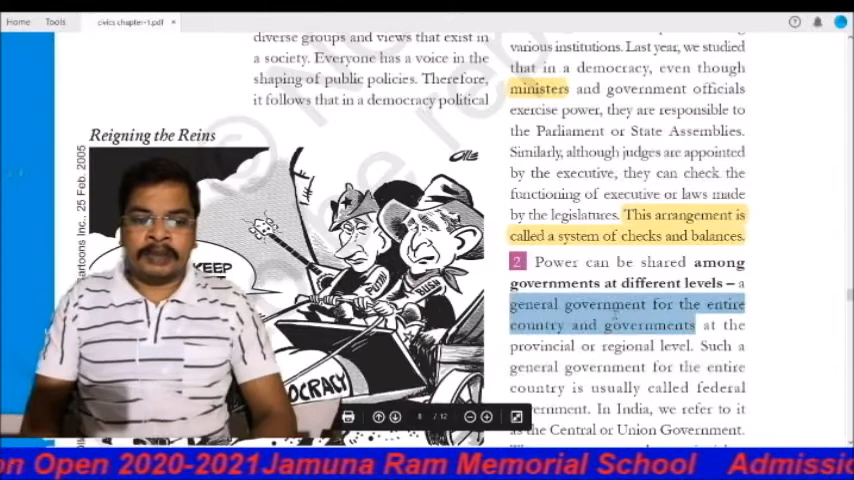 Home Tools civics chapter-1.pdf ×
diverse groups and views that exist in
a society. Everyone has a voice in the
shaping of public policies. Therefore,
it follows that in a democracy political
Reigning the Reins
artoons Inc., 25 Feb. 2005
KEEP
PUTIN
BUSH
OCRACY
various institutions. Last year, we studied
that in a democracy, even though
ministers and government officials
exercise power, they are responsible to
the Parliament or State Assemblies.
Similarly, although judges are appointed
by the executive, they can check the
functioning of executive or laws made
by the legislatures. This arrangement is
called a system of checks and balances.
2 Power can be shared among
governments at different levels – a
general government for the entire
country and governments at the
provincial or regional level. Such a
general government for the entire
country is usually called federal
ernment. In India, we refer to it
as the Central or Union Government.
8 / 12
on Open 2020-2021 Jamuna Ram Memorial School Admissio